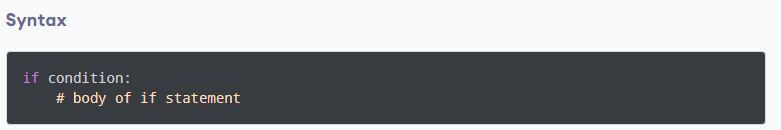 Syntax
if condition:
    # body of if statement